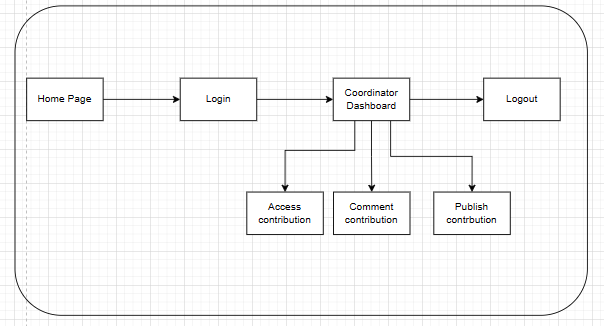 Home Page
Login
Coordinator
Dashboard
Logout
Access
contribution
Comment
contribution
Publish
contrbution